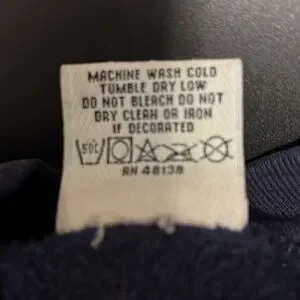 MACHINE WASH COLD
TUMBLE DRY LOW
DO NOT BLEACH DO NOT
DRY CLEAN OR IRON
IF DECORATED
50C
RN 48138